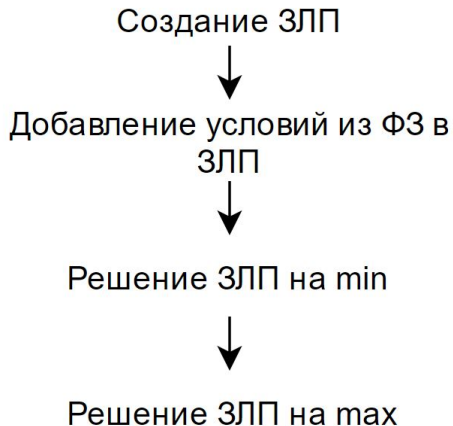 Создание ЗЛП
Добавление условий из ФЗ в
ЗЛП
Решение ЗЛП на min
Решение ЗЛП на max